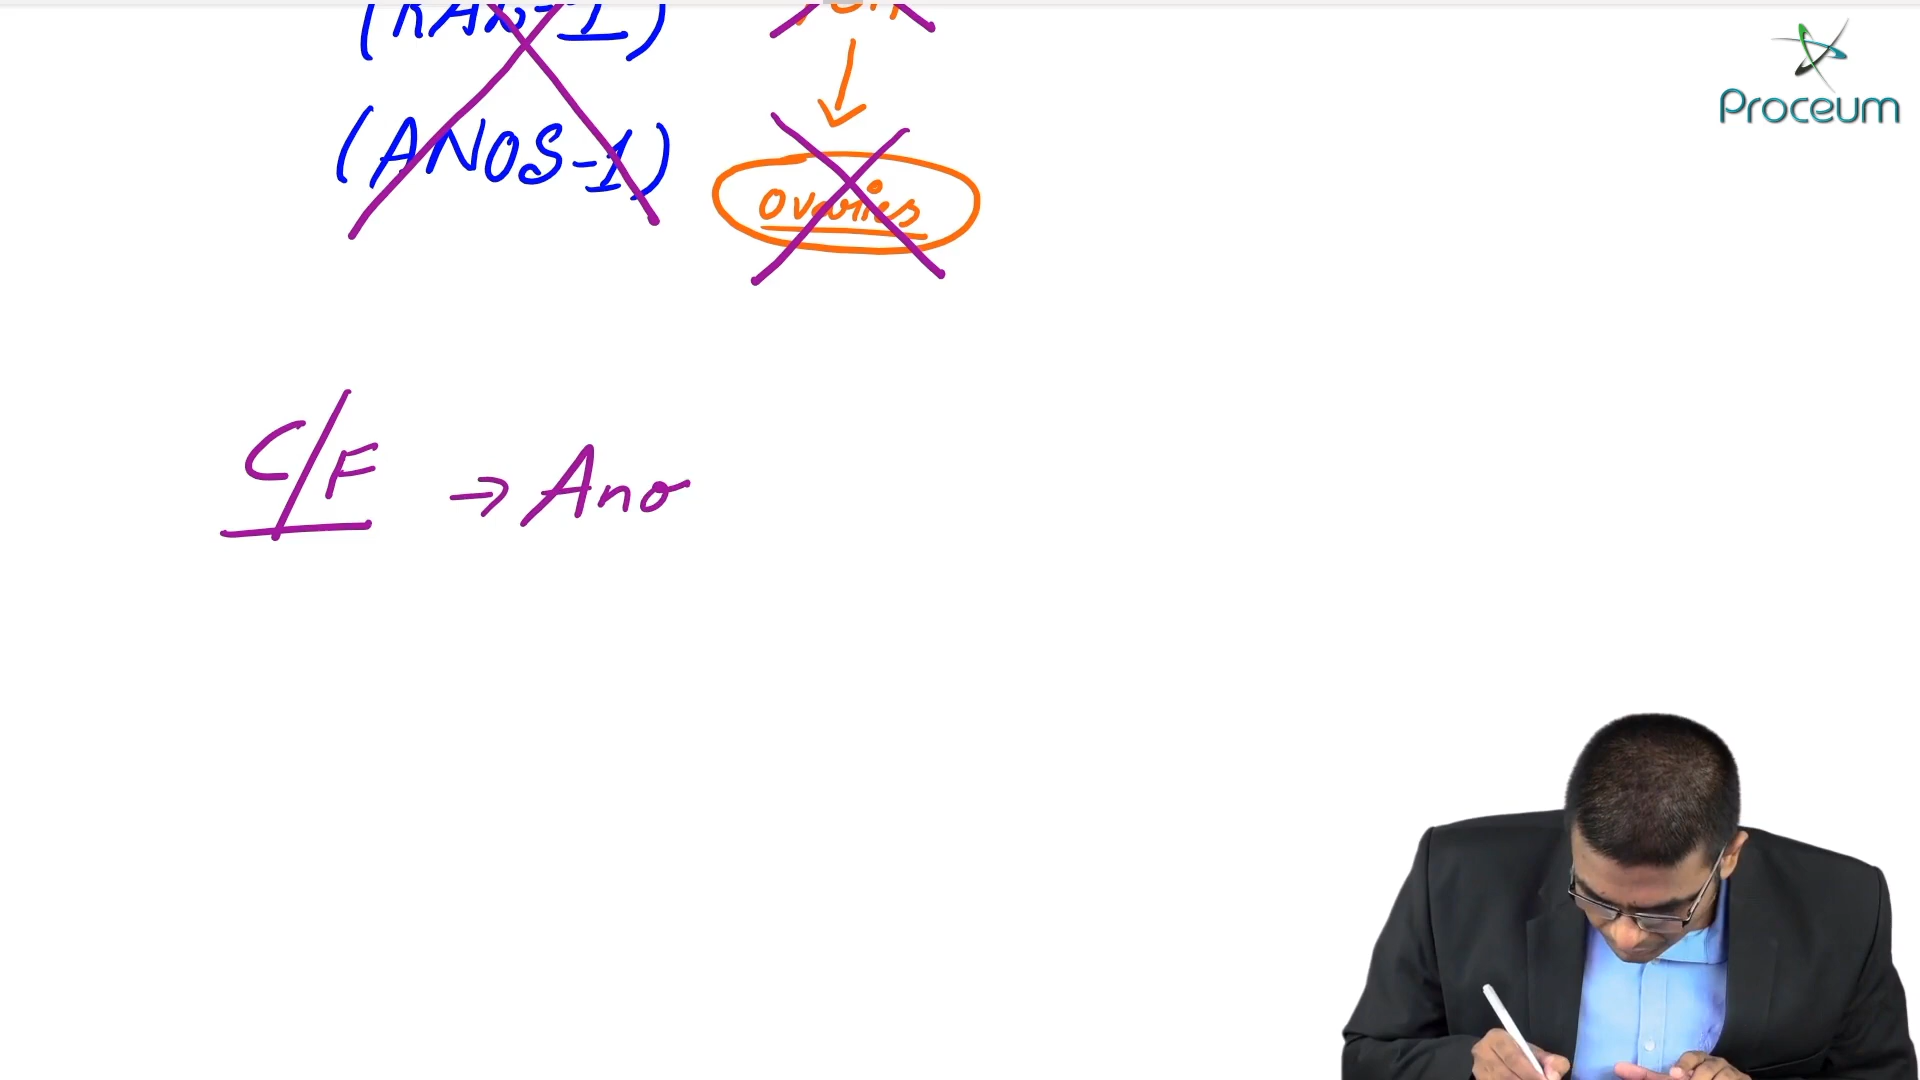 Proceum
(ANOS-1)
ovaries
C/F → Ano